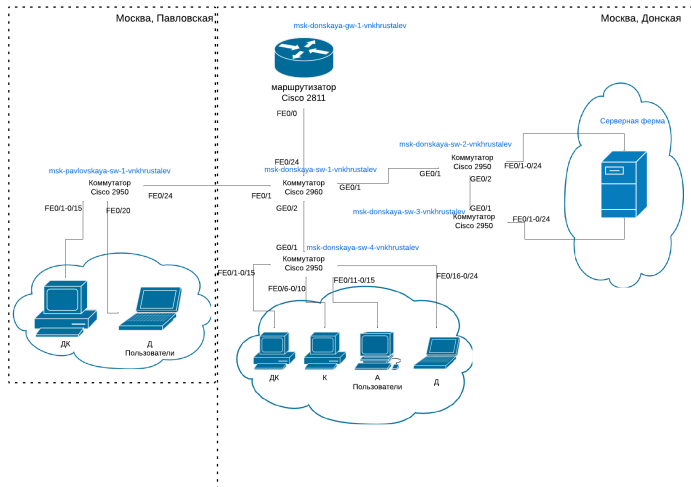 Москва, Павловская
Москва, Донская
msk-donskaya-gw-1-vnkhrustalev
маршрутизатор
Cisco 2811
FE0/0
FE0/24
msk-donskaya-sw-1-vnkhrustalev
Коммутатор
Cisco 2960
FE0/1
GE0/1
GE0/2
msk-pavlovskaya-sw-1-vnkhrustalev
Коммутатор
Cisco 2950
FE0/24
FE0/1-0/15
FE0/20
ДК
Д
Пользователи
msk-donskaya-sw-2-vnkhrustalev
Коммутатор
Cisco 2950
GE0/1
GE0/2
FE0/1-0/24
Серверная ферма
msk-donskaya-sw-3-vnkhrustalev
GE0/1
Коммутатор
Cisco 2950
FE0/1-0/24
msk-donskaya-sw-4-vnkhrustalev
GE0/1
Коммутатор
Cisco 2950
FE0/1-0/15
FE0/6-0/10
FE0/11-0/15
FE0/16-0/24
ДК
К
А
Д
Пользователи